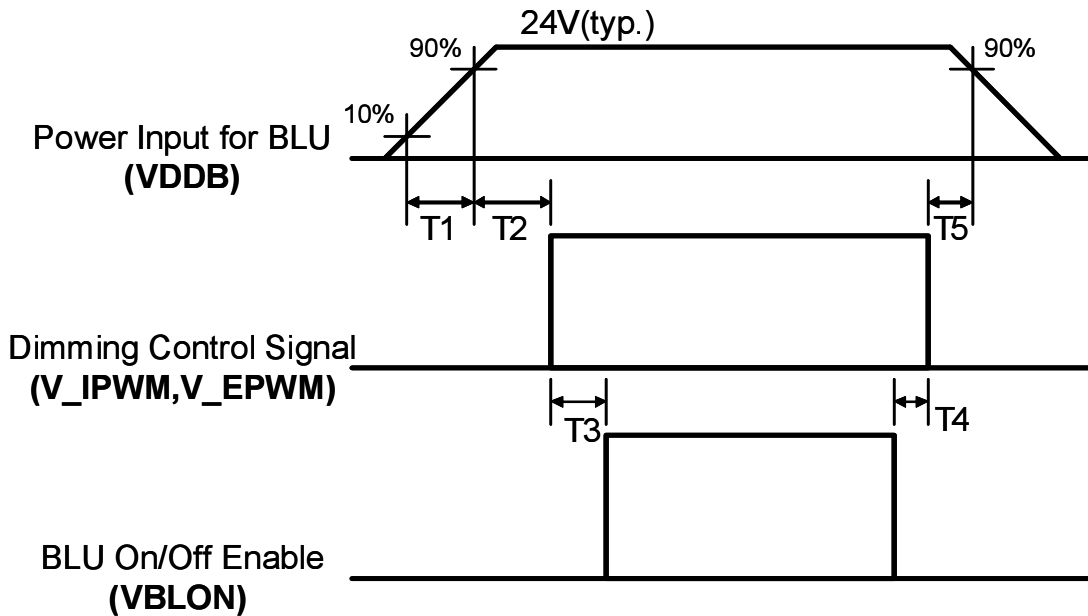 24V(typ.)
90%
90%
10%
Power Input for BLU
(VDDB)
T1
T2
T5
Dimming Control Signal
(V_IPWM,V_EPWM)
T3
T4
BLU On/Off Enable
(VBLON)